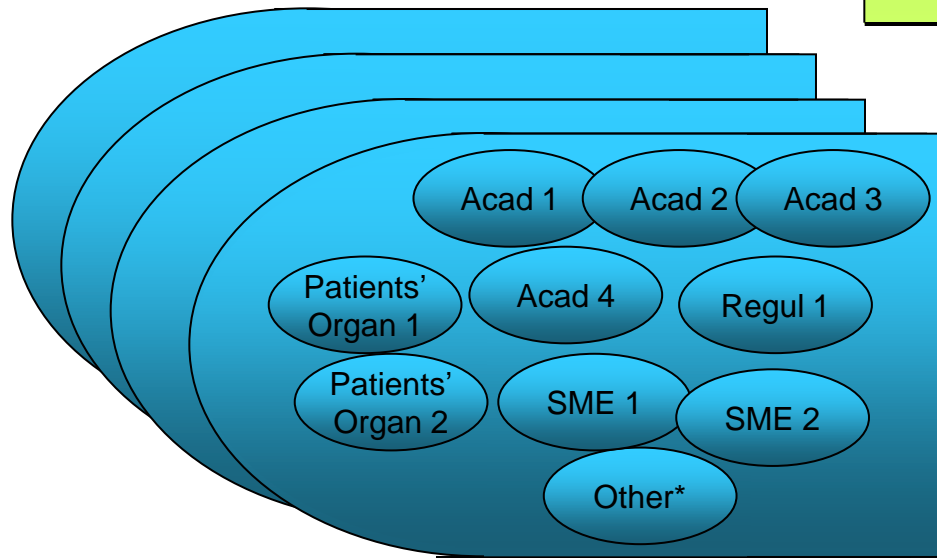 Acad 1
Acad 2
Acad 3
Patients’
Organ 1
Acad 4
Regul 1
Patients’
Organ 2
SME 1
SME 2
Other*